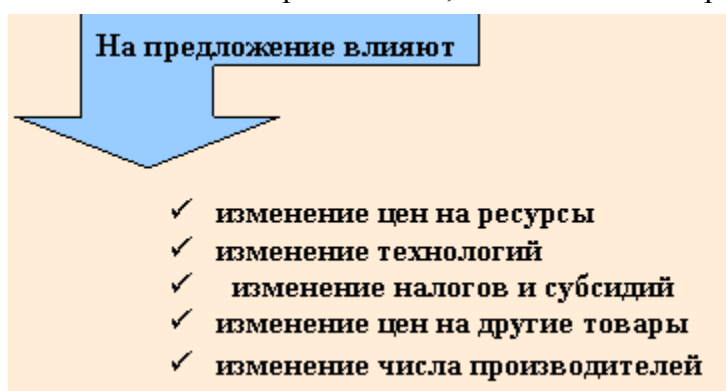 На предложение влияют
изменение цен на ресурсы
изменение технологий
изменение налогов и субсидий
изменение цен на другие товары
изменение числа производителей